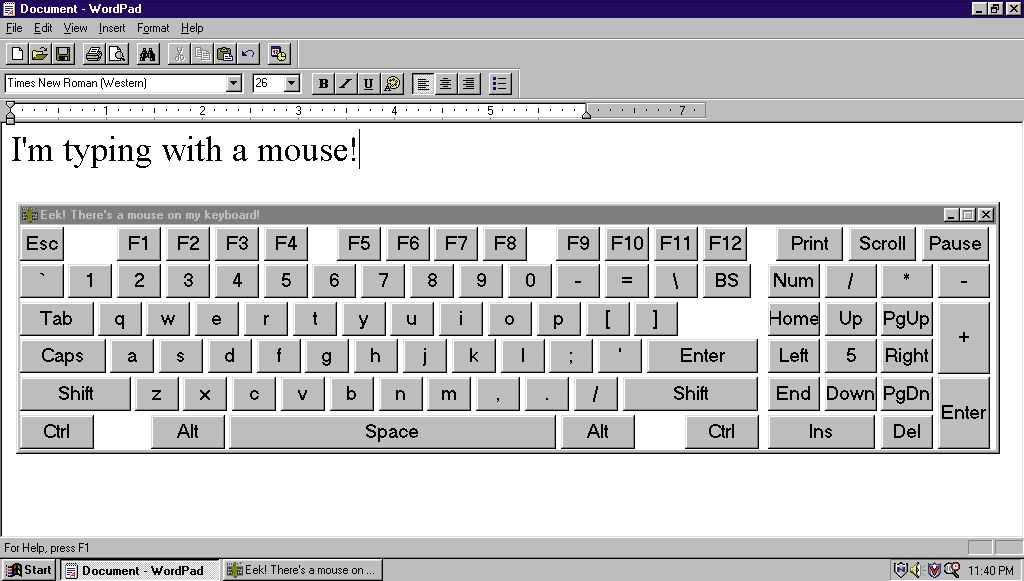 Document - WordPad
File Edit View Insert Format Help
Times New Roman (Western) 26 B I U
1 2 3 4 5 7
I'm typing with a mouse!
Eek! There's a mouse on my keyboard!
Esc F1 F2 F3 F4 F5 F6 F7 F8 F9 F10 F11 F12 Print Scroll Pause
` 1 2 3 4 5 6 7 8 9 0 - = \ BS Num / * -
Tab q w e r t y u i o p [ ] Home Up PgUp +
Caps a s d f g h j k l ; ' Enter Left 5 Right
Shift z x c v b n m , . / Shift End Down PgDn Enter
Ctrl Alt Space Alt Ctrl Ins Del
For Help, press F1
Start Document - WordPad Eek! There's a mouse on ... 11:40 PM